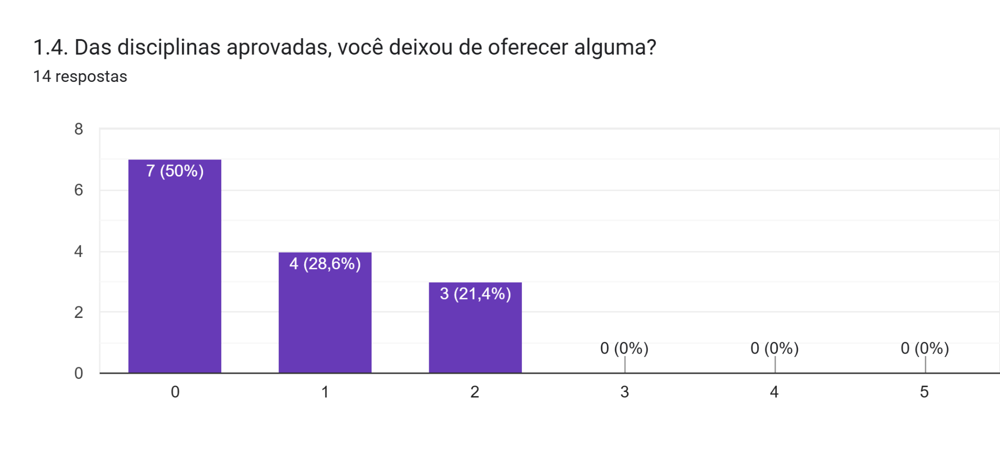 1.4. Das disciplinas aprovadas, você deixou de oferecer alguma?
14 respostas
8
7 (50%)
6
4
4 (28,6%)
3 (21,4%)
2
0 (0%) 0 (0%) 0 (0%)
0
0 1 2 3 4 5